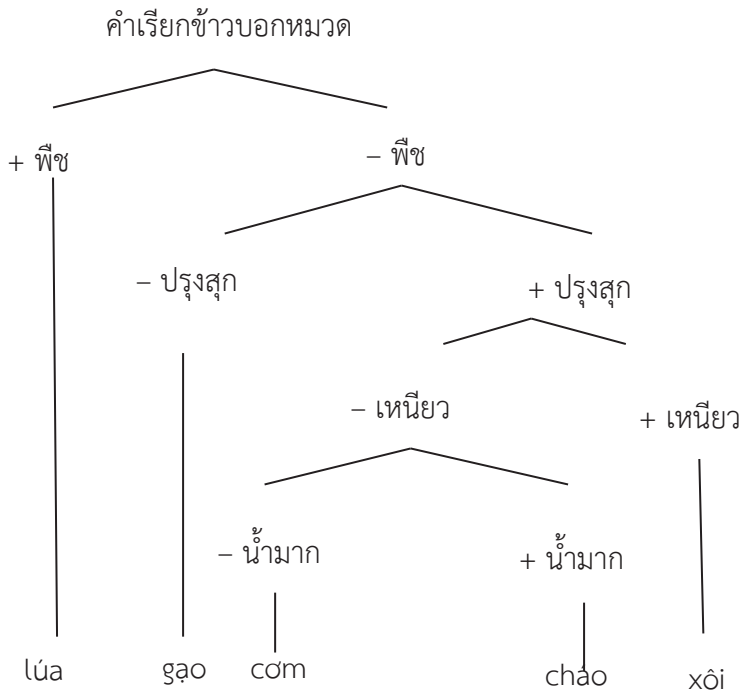 คำเรียกข้าวบอกหมวด
+ พืช – พืช
– ปรุงสุก + ปรุงสุก
– เหนียว + เหนียว
– น้ำมาก + น้ำมาก
lúa gạo cơm cháo xôi